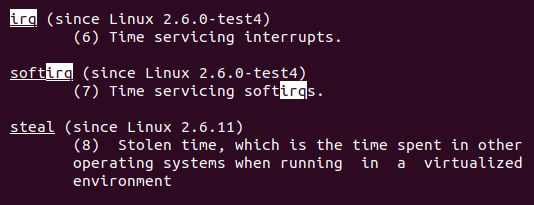 irq (since Linux 2.6.0-test4)
(6) Time servicing interrupts.
softirq (since Linux 2.6.0-test4)
(7) Time servicing softirqs.
steal (since Linux 2.6.11)
(8) Stolen time, which is the time spent in other
operating systems when running in a virtualized
environment